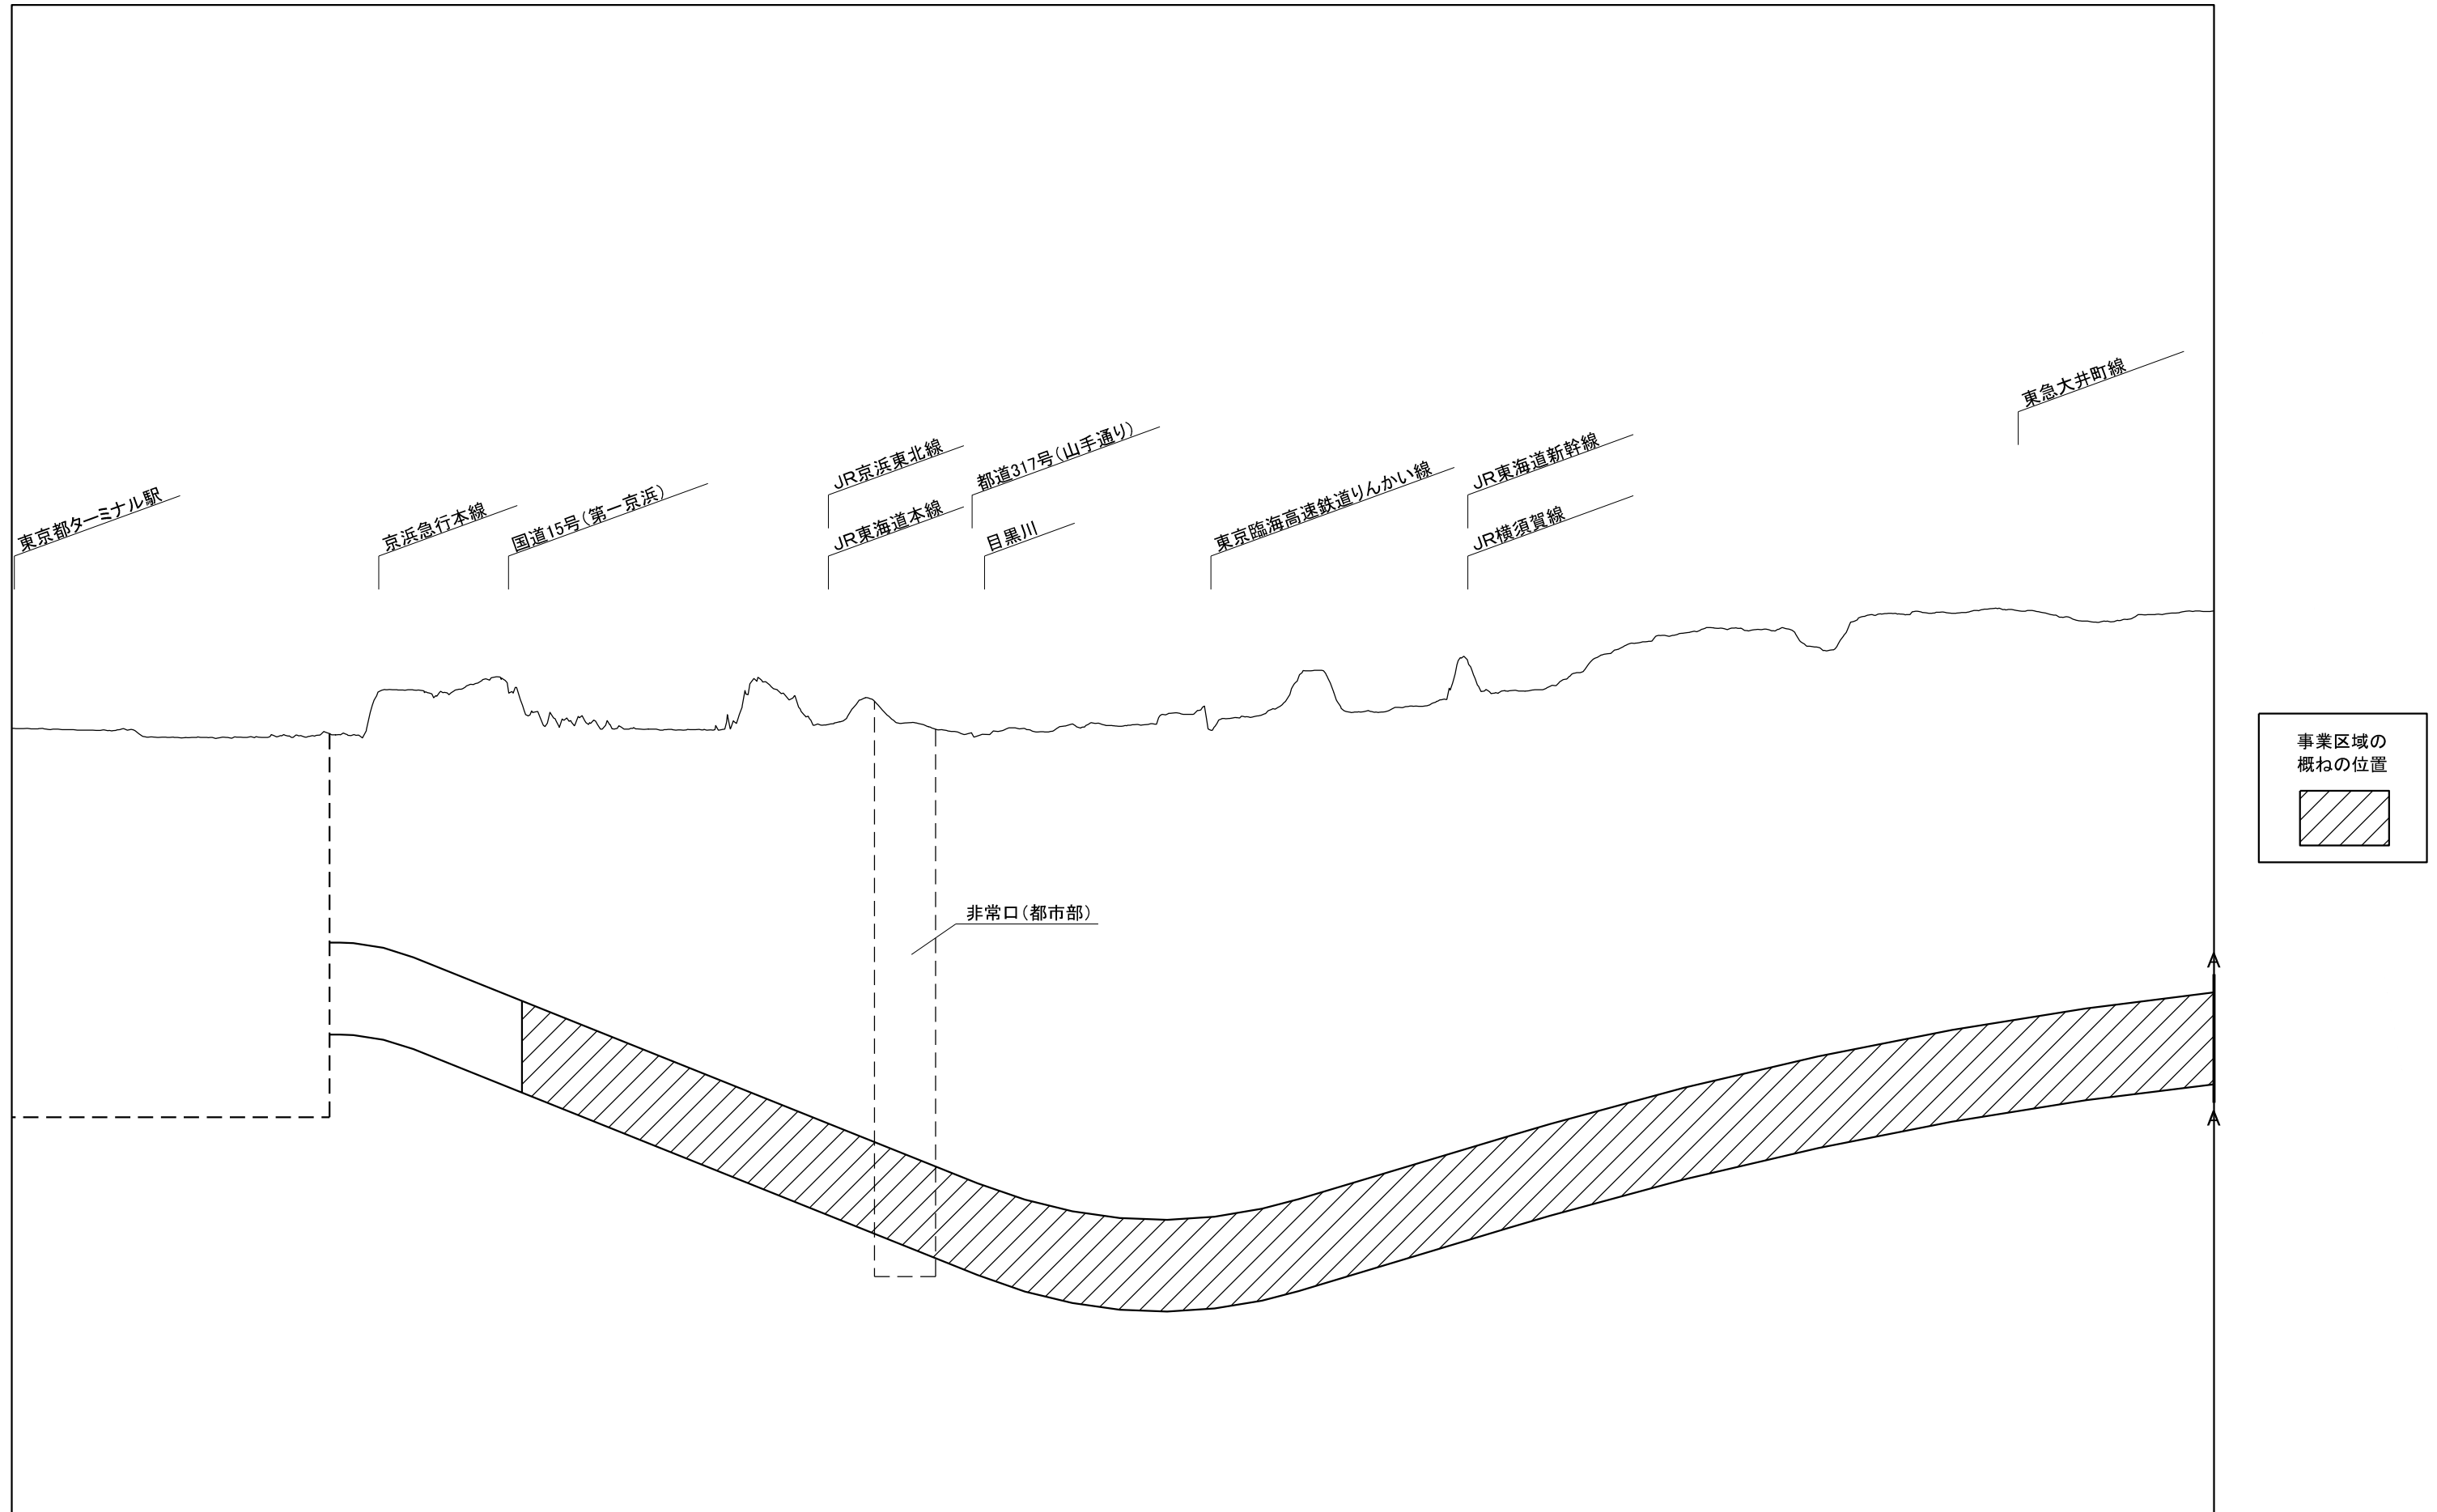 東京都ターミナル駅
京浜急行本線
国道15号(第一京浜)
JR京浜東北線
JR東海道本線
都道317号(山手通り)
目黒川
東京臨海高速鉄道りんかい線
JR東海道新幹線
JR横須賀線
東急大井町線
事業区域の
概ねの位置
非常口(都市部)
A
A